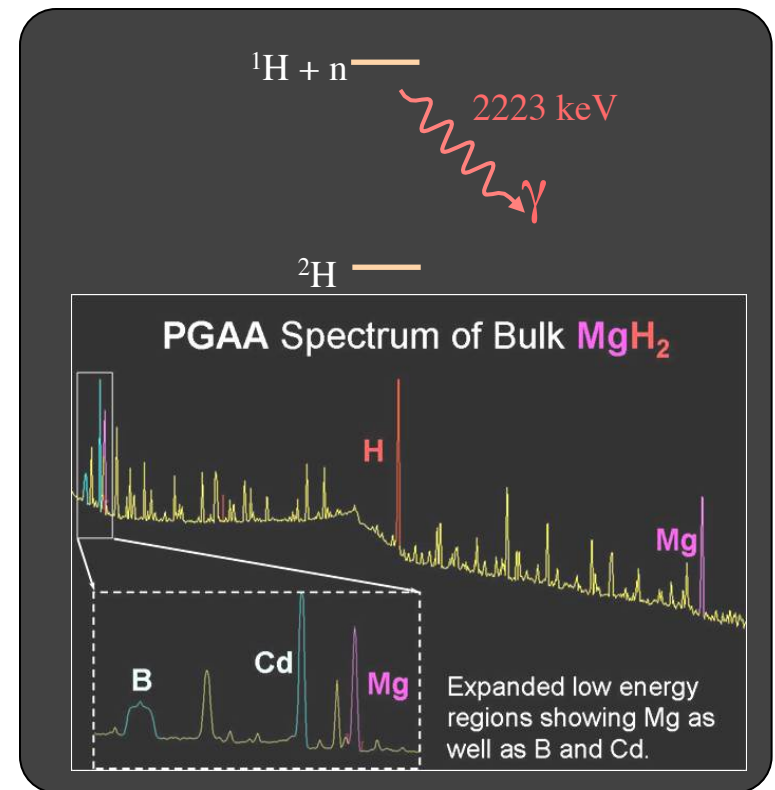 ¹H + n
2223 keV
γ
²H
PGAA Spectrum of Bulk MgH₂
H
Mg
B
Cd
Mg
Expanded low energy
regions showing Mg as
well as B and Cd.